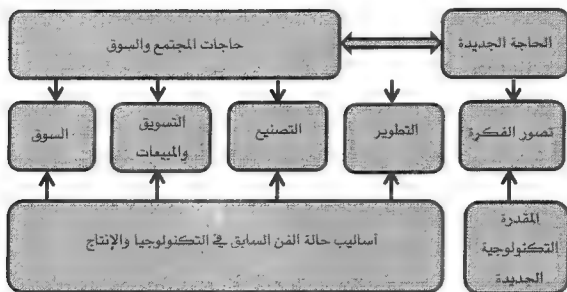 الحاجة الجديدة
حاجات المجتمع والسوق
تصور الفكرة
التطوير
التصنيع
التسويق
والمبيعات
السوق
المقدرة
التكنولوجية
الجديدة
أساليب حالة الفن السابق في التكنولوجيا والإنتاج